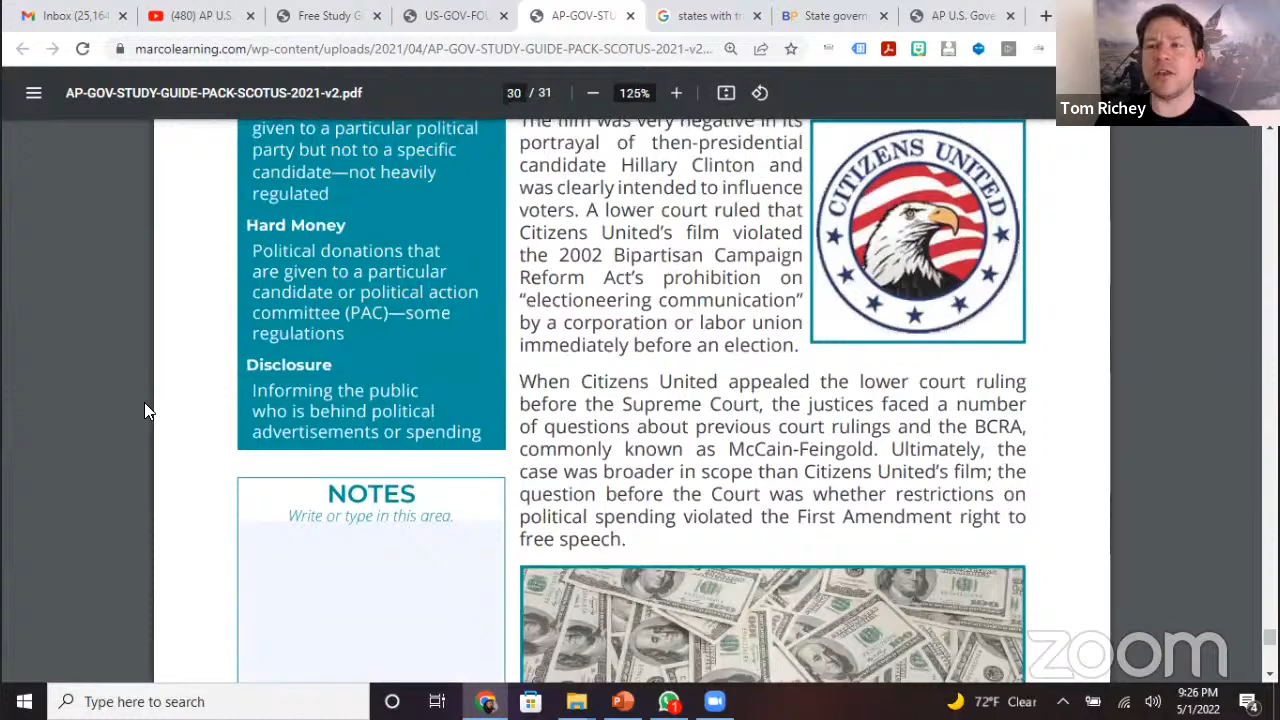 Inbox (25,164
(480) AP U.S.
Free Study G
US-GOV-FOU
AP-GOV-STU
states with t
State govern
AP U.S. Gove
marcolearning.com/wp-content/uploads/2021/04/AP-GOV-STUDY-GUIDE-PACK-SCOTUS-2021-v2...
AP-GOV-STUDY-GUIDE-PACK-SCOTUS-2021-v2.pdf
30 / 31
125%
Tom Richey
given to a particular political
party but not to a specific
candidate—not heavily
regulated
Hard Money
Political donations that
are given to a particular
candidate or political action
committee (PAC)—some
regulations
Disclosure
Informing the public
who is behind political
advertisements or spending
NOTES
Write or type in this area.
The film was very negative in its
portrayal of then-presidential
candidate Hillary Clinton and
was clearly intended to influence
voters. A lower court ruled that
Citizens United's film violated
the 2002 Bipartisan Campaign
Reform Act's prohibition on
"electioneering communication"
by a corporation or labor union
immediately before an election.
CITIZENS UNITED
When Citizens United appealed the lower court ruling
before the Supreme Court, the justices faced a number
of questions about previous court rulings and the BCRA,
commonly known as McCain-Feingold. Ultimately, the
case was broader in scope than Citizens United's film; the
question before the Court was whether restrictions on
political spending violated the First Amendment right to
free speech.
zoom
Type here to search
1
72°F Clear
9:26 PM
5/1/2022
4